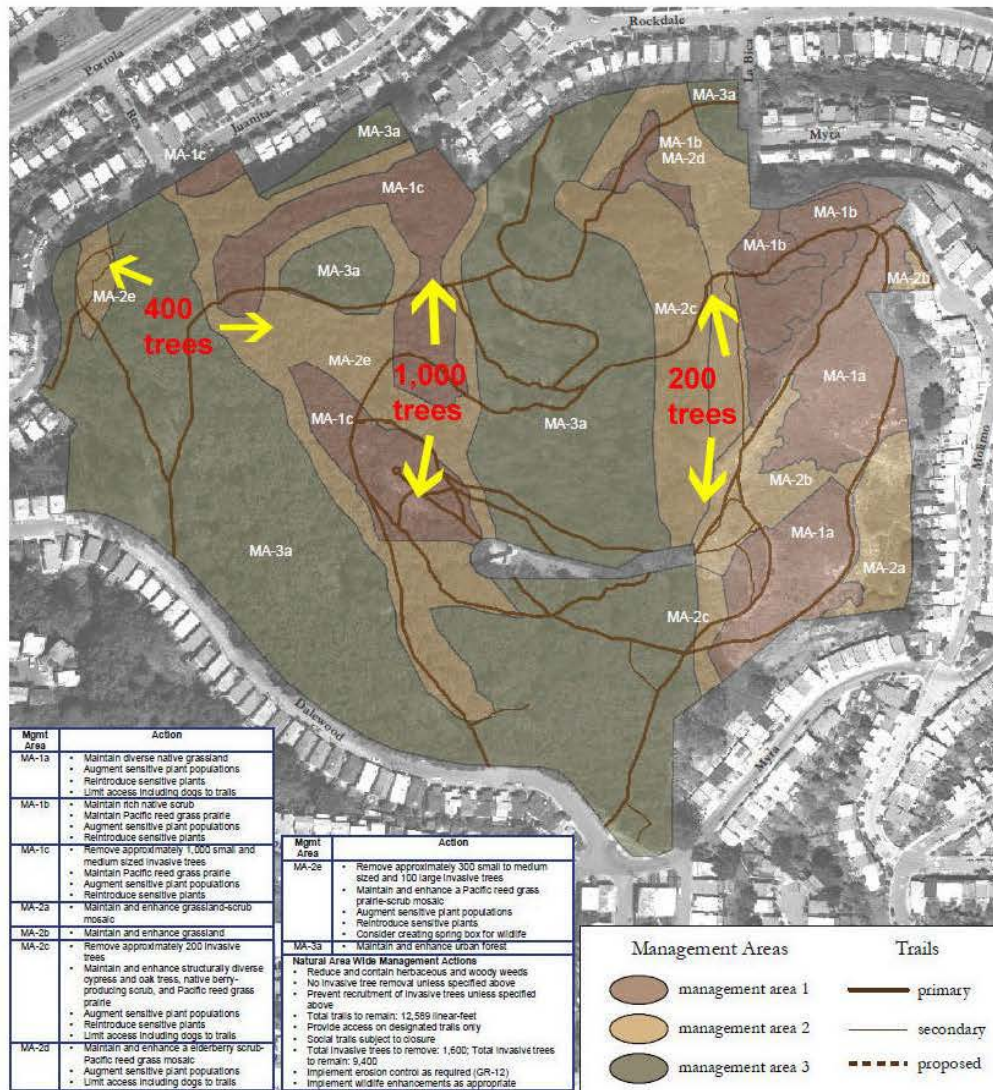 Rockdale
Portola
La Bica
Juanita
Myra
MA-3a
MA-3a
MA-1c
MA-1b
MA-2d
MA-1c
MA-1b
MA-1b
MA-3a
MA-2b
MA-2e
400
trees
MA-2c
MA-2e
1,000
trees
200
trees
MA-1a
MA-1c
MA-3a
Molimo
MA-2b
MA-1a
MA-3a
MA-2a
MA-2c
Dalewood
Myra
Mgmt Area
Action
MA-1a
• Maintain diverse native grassland
• Augment sensitive plant populations
• Reintroduce sensitive plants
• Limit access including dogs to trails
MA-1b
• Maintain rich native scrub
• Maintain Pacific reed grass prairie
• Augment sensitive plant populations
• Reintroduce sensitive plants
MA-1c
• Remove approximately 1,000 small and
medium sized invasive trees
• Maintain Pacific reed grass prairie
• Augment sensitive plant populations
• Reintroduce sensitive plants
MA-2a
• Maintain and enhance grassland-scrub
mosaic
MA-2b
• Maintain and enhance grassland
MA-2c
• Remove approximately 200 invasive
trees
• Maintain and enhance structurally diverse
cypress and oak tress, native berry-
producing scrub, and Pacific reed grass
prairie
• Augment sensitive plant populations
• Reintroduce sensitive plants
• Limit access including dogs to trails
MA-2d
• Maintain and enhance a elderberry scrub-
Pacific reed grass mosaic
• Augment sensitive plant populations
• Limit access including dogs to trails
Mgmt Area
Action
MA-2e
• Remove approximately 300 small to medium
sized and 100 large invasive trees
• Maintain and enhance a Pacific reed grass
prairie-scrub mosaic
• Augment sensitive plant populations
• Reintroduce sensitive plants
• Consider creating spring box for wildlife
MA-3a
• Maintain and enhance urban forest
Natural Area Wide Management Actions
• Reduce and contain herbaceous and woody weeds
• No invasive tree removal unless specified above
• Prevent recruitment of invasive trees unless specified
above
• Total trails to remain: 12,589 linear-feet
• Provide access on designated trails only
• Social trails subject to closure
• Total invasive trees to remove: 1,600; Total invasive trees
to remain: 9,400
• Implement erosion control as required (GR-12)
• Implement wildlife enhancements as appropriate
Management Areas
management area 1
management area 2
management area 3
Trails
primary
secondary
proposed